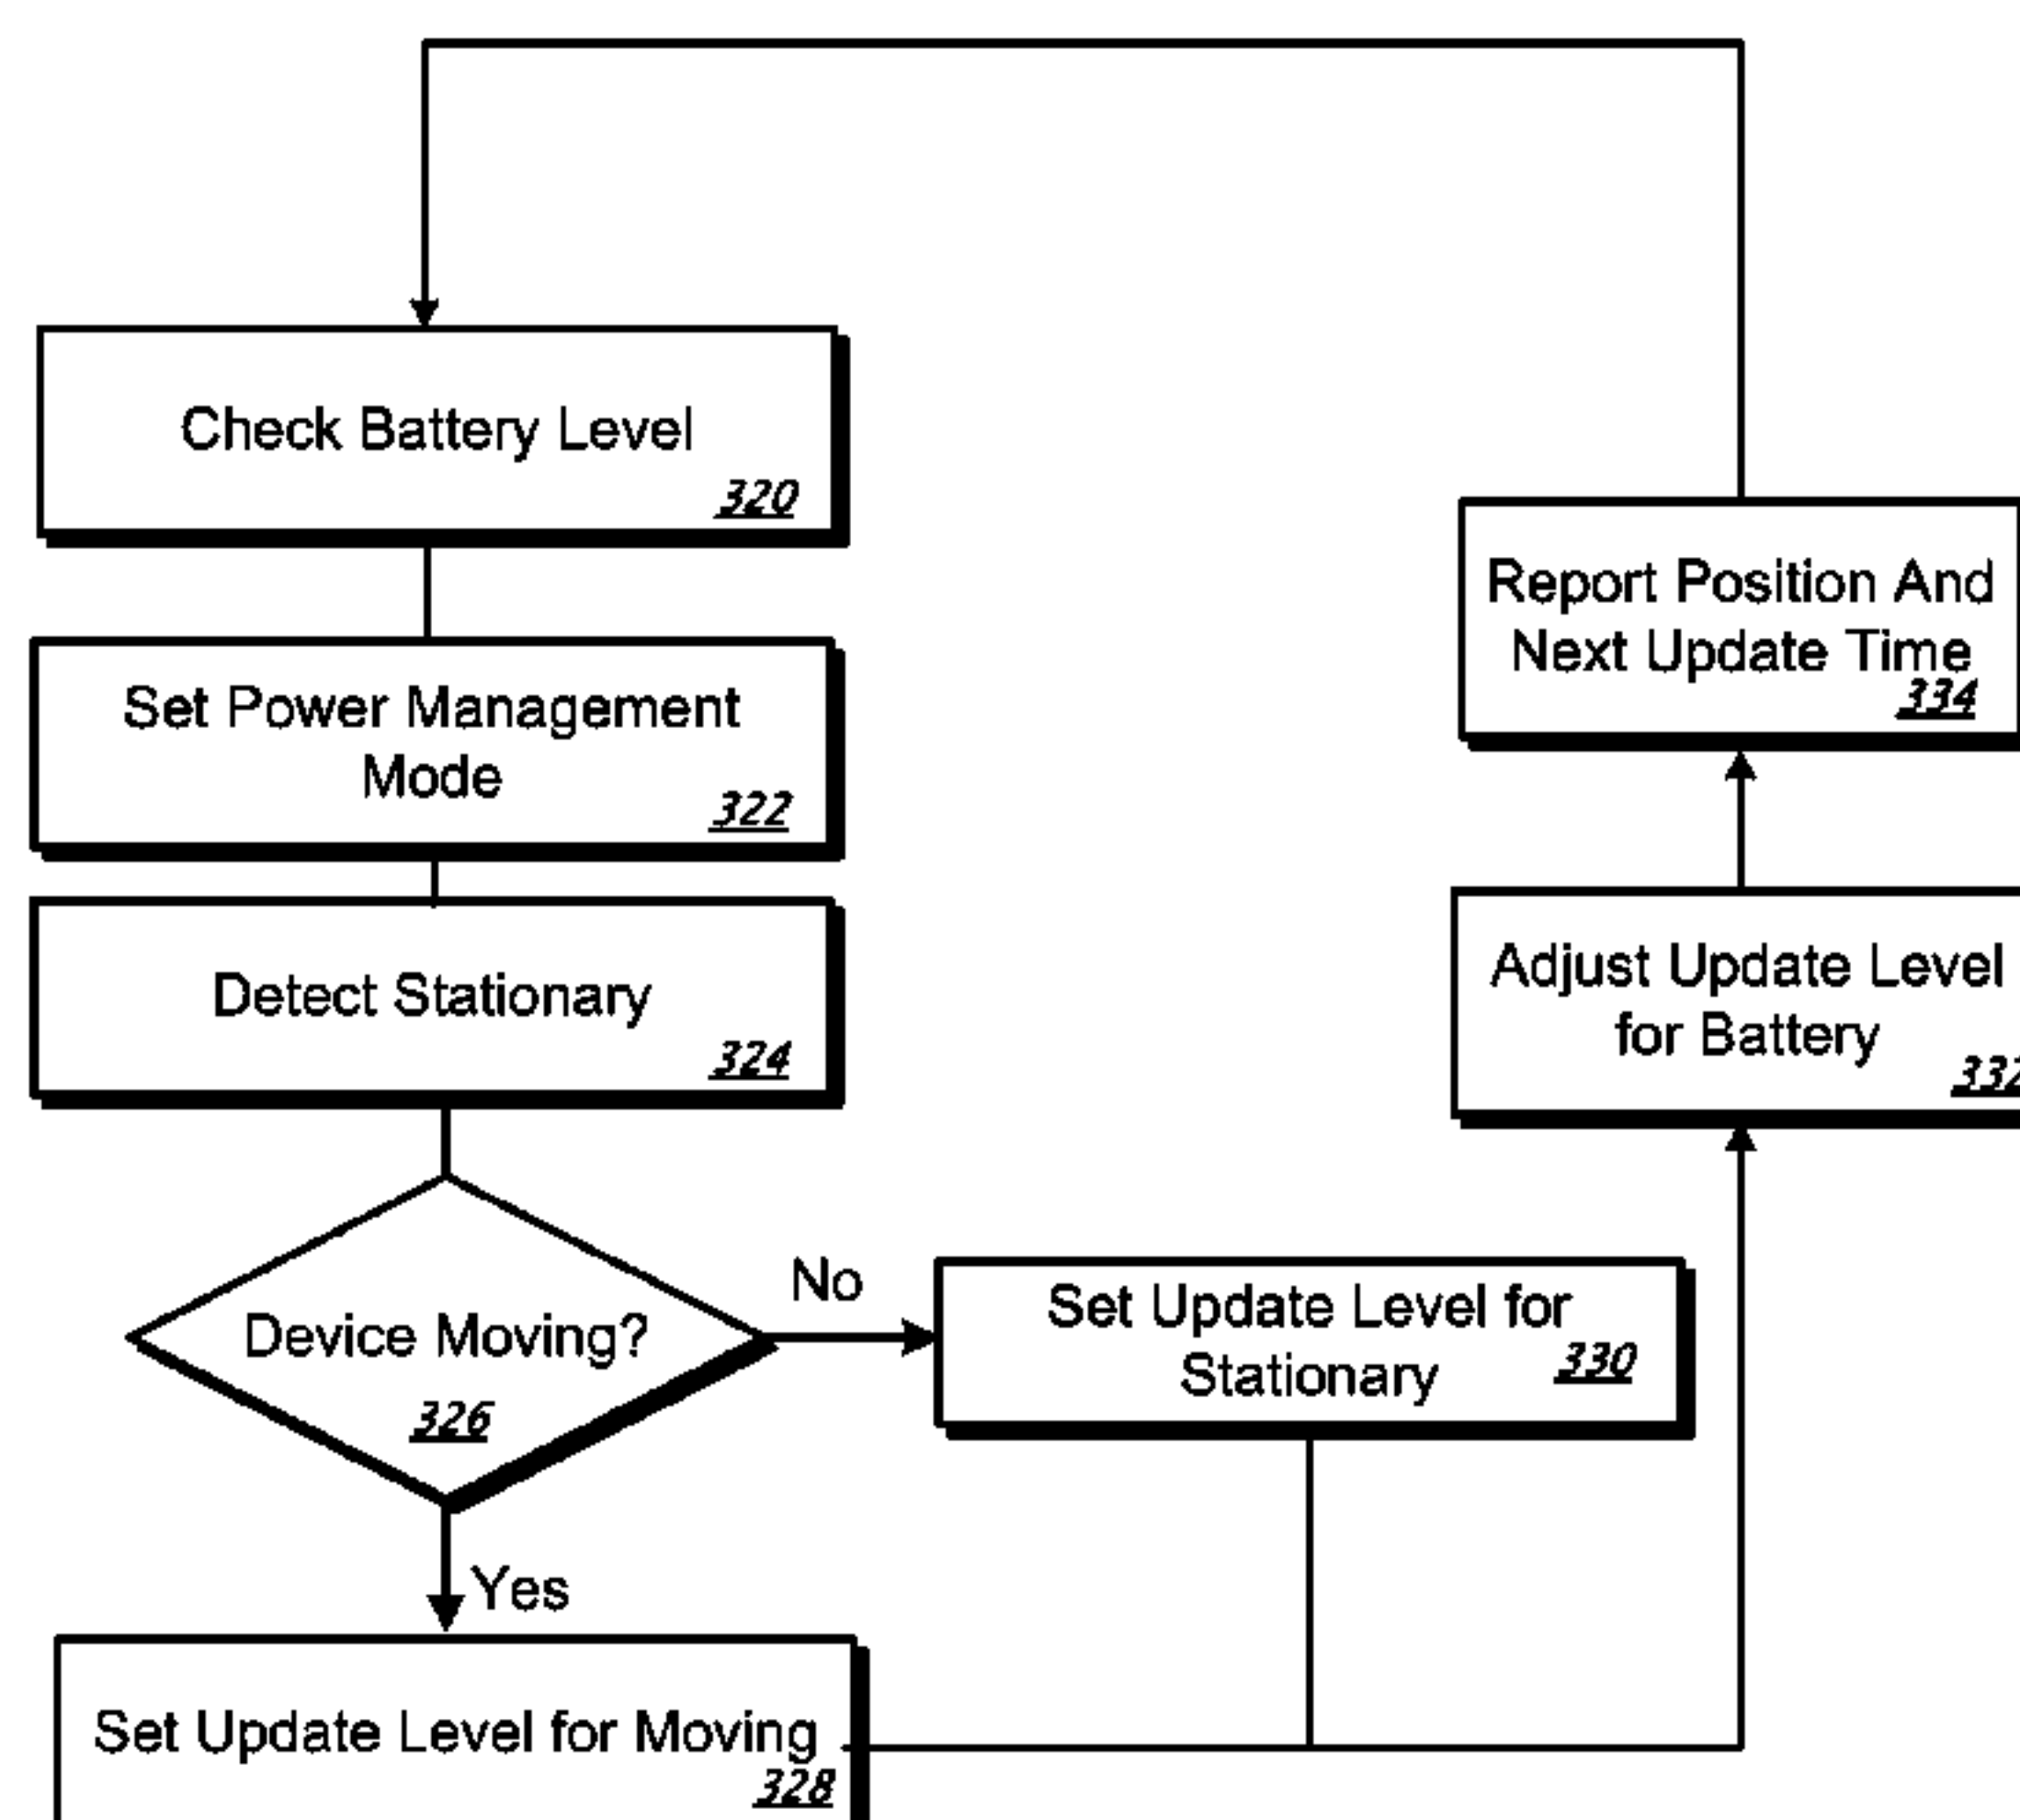 Check Battery Level
320
Set Power Management
Mode
322
Detect Stationary
324
Device Moving?
326
No
Yes
Set Update Level for
Stationary
330
Set Update Level for Moving
328
Adjust Update Level
for Battery
332
Report Position And
Next Update Time
334